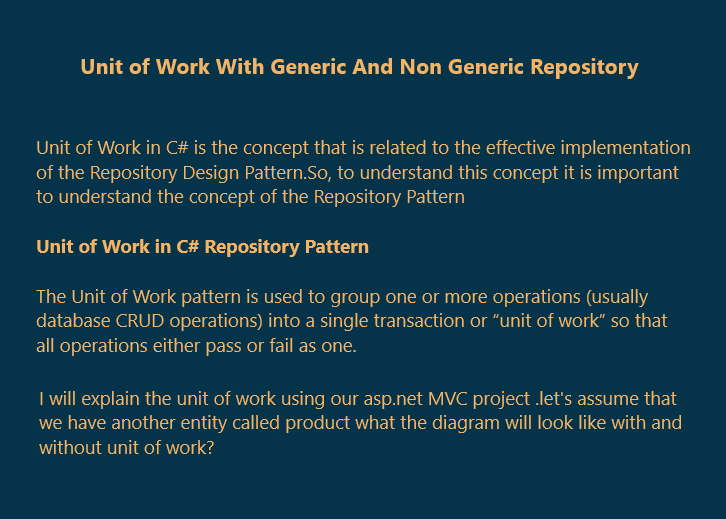 Unit of Work With Generic And Non Generic Repository
Unit of Work in C# is the concept that is related to the effective implementation
of the Repository Design Pattern.So, to understand this concept it is important
to understand the concept of the Repository Pattern
Unit of Work in C# Repository Pattern
The Unit of Work pattern is used to group one or more operations (usually
database CRUD operations) into a single transaction or “unit of work” so that
all operations either pass or fail as one.
I will explain the unit of work using our asp.net MVC project .let's assume that
we have another entity called product what the diagram will look like with and
without unit of work?